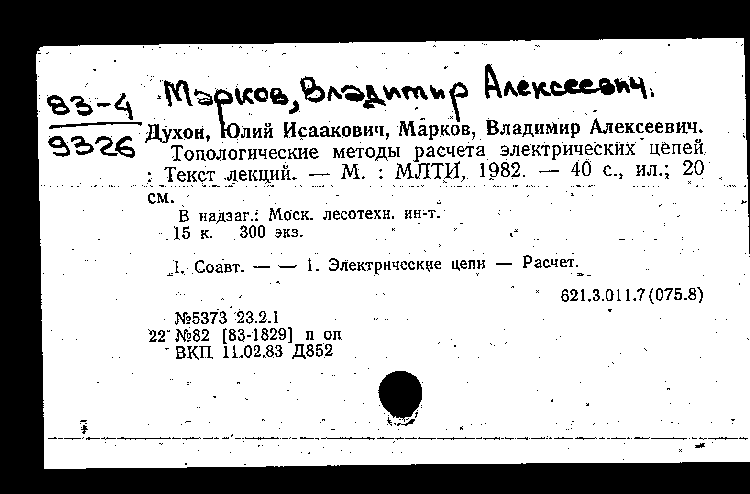 83-4
9326
Марков, Владимир Алексеевич.
Духон, Юлий Исаакович, Марков, Владимир Алексеевич.
Топологические методы расчета электрических цепей
: Текст лекций. — М. : МЛТИ, 1982. — 40 с., ил.; 20
см.
В надзаг.: Моск. лесотехн. ин-т.
15 к. 300 экз.
I. Соавт. — — 1. Электрические цепи — Расчет.
621.3.011.7(075.8)
№5373 23.2.1
22 №82 [83-1829] п оп
ВКП 11.02.83 Д852